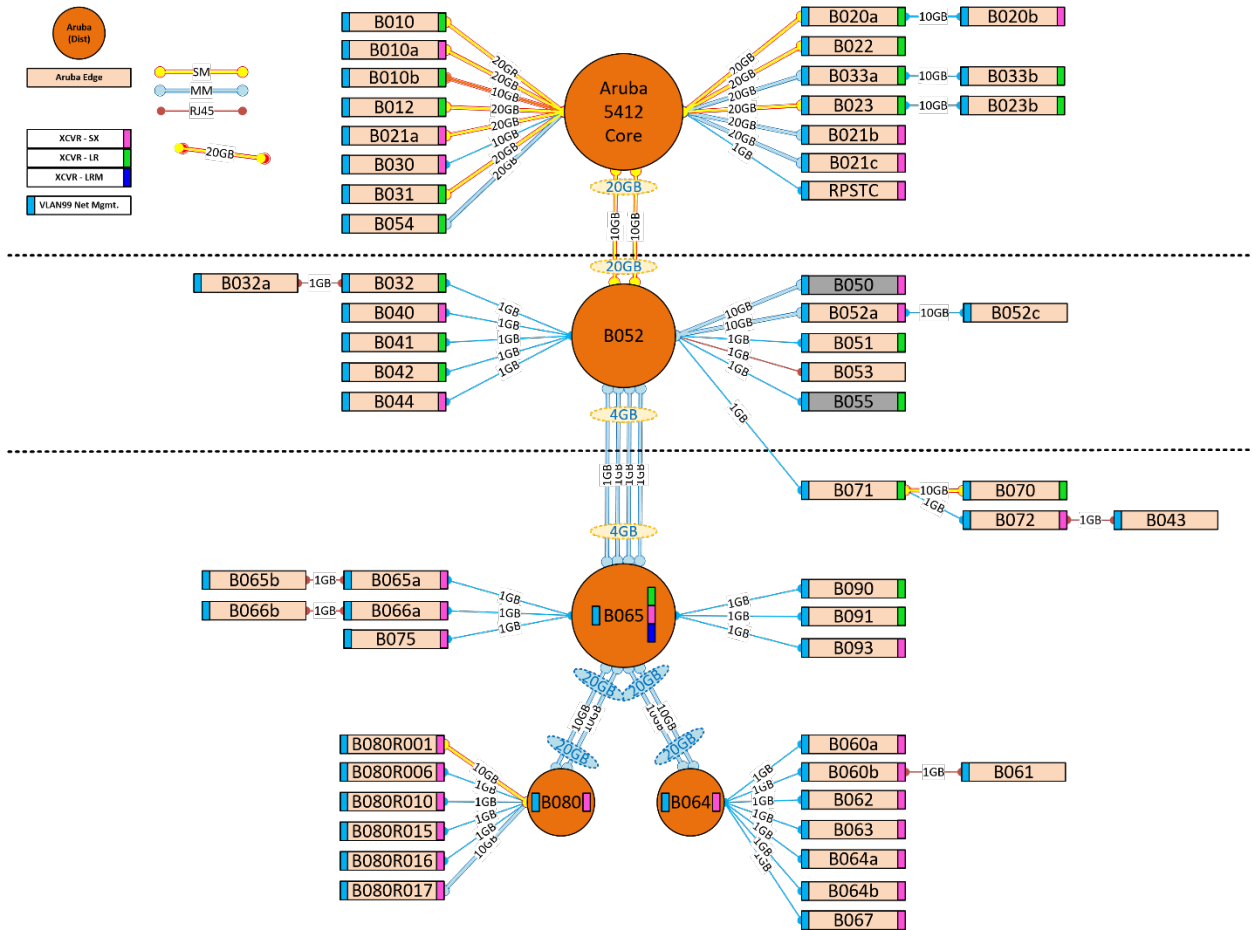 Aruba
(Dist)
Aruba Edge
SM
MM
RJ45
XCVR - SX
XCVR - LR
XCVR - LRM
20GB
VLAN99 Net Mgmt.
B010
B010a
B010b
B012
B021a
B030
B031
B054
20GB
20GB
10GB
20GB
20GB
10GB
20GB
20GB
Aruba
5412
Core
20GB
20GB
20GB
20GB
20GB
20GB
1GB
B020a
10GB
B020b
B022
B033a
10GB
B033b
B023
10GB
B023b
B021b
B021c
RPSTC
20GB
10GB
10GB
20GB
B032a
1GB
B032
B040
B041
B042
B044
1GB
1GB
1GB
1GB
1GB
B052
10GB
10GB
1GB
1GB
1GB
1GB
B050
B052a
10GB
B052c
B051
B053
B055
4GB
1GB
1GB
1GB
1GB
4GB
B071
10GB
B070
1GB
B072
1GB
B043
B065b
1GB
B065a
B066b
1GB
B066a
B075
1GB
1GB
1GB
B065
1GB
1GB
1GB
B090
B091
B093
20GB
20GB
10GB
10GB
10GB
10GB
20GB
20GB
B080R001
B080R006
B080R010
B080R015
B080R016
B080R017
10GB
1GB
1GB
1GB
1GB
10GB
B080
B064
1GB
1GB
1GB
1GB
1GB
1GB
1GB
B060a
B060b
1GB
B061
B062
B063
B064a
B064b
B067